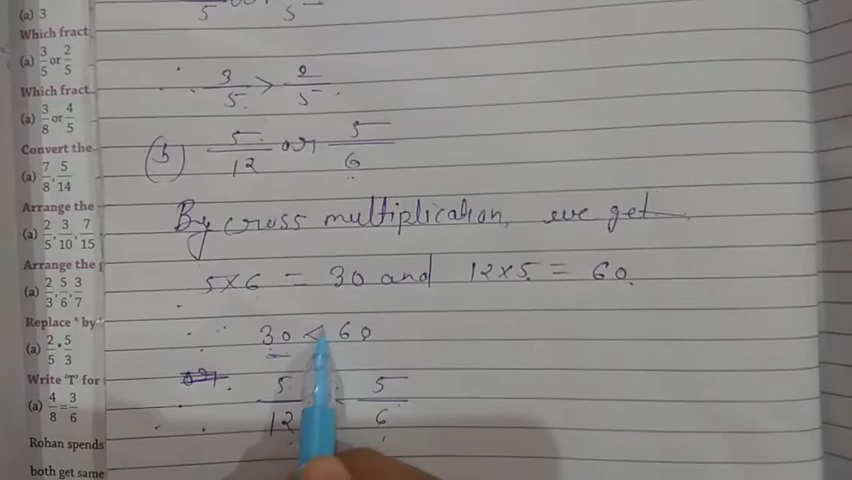 (a) 3
Which fract
(a) 3/5 or 2/5
Which fract
(a) 3/8 or 4/5
Convert the
(a) 7/8, 5/14
Arrange the
(a) 2/5, 3/10, 7/15
Arrange the g
(a) 2/3, 5/6, 3/7
Replace * by
(a) 2/5 * 5/3
Write 'T' for
(a) 4/8 = 3/6
Rohan spends
both get same
5 5
∴ 3/5 > 2/5
(b) 5/12 or 5/6
By cross multiplication, we get
5×6 = 30 and 12×5 = 60
∴ 30 < 60
5/12 < 5/6